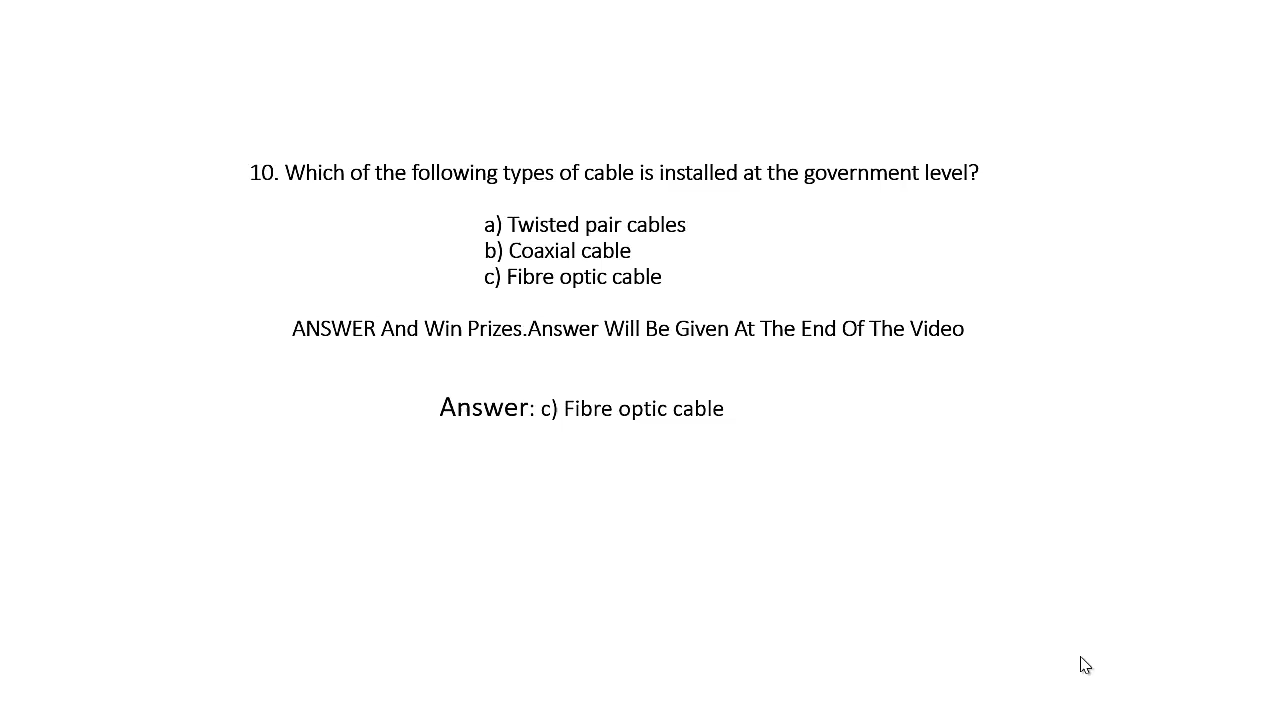 10. Which of the following types of cable is installed at the government level?
a) Twisted pair cables
b) Coaxial cable
c) Fibre optic cable
ANSWER And Win Prizes.Answer Will Be Given At The End Of The Video
Answer: c) Fibre optic cable